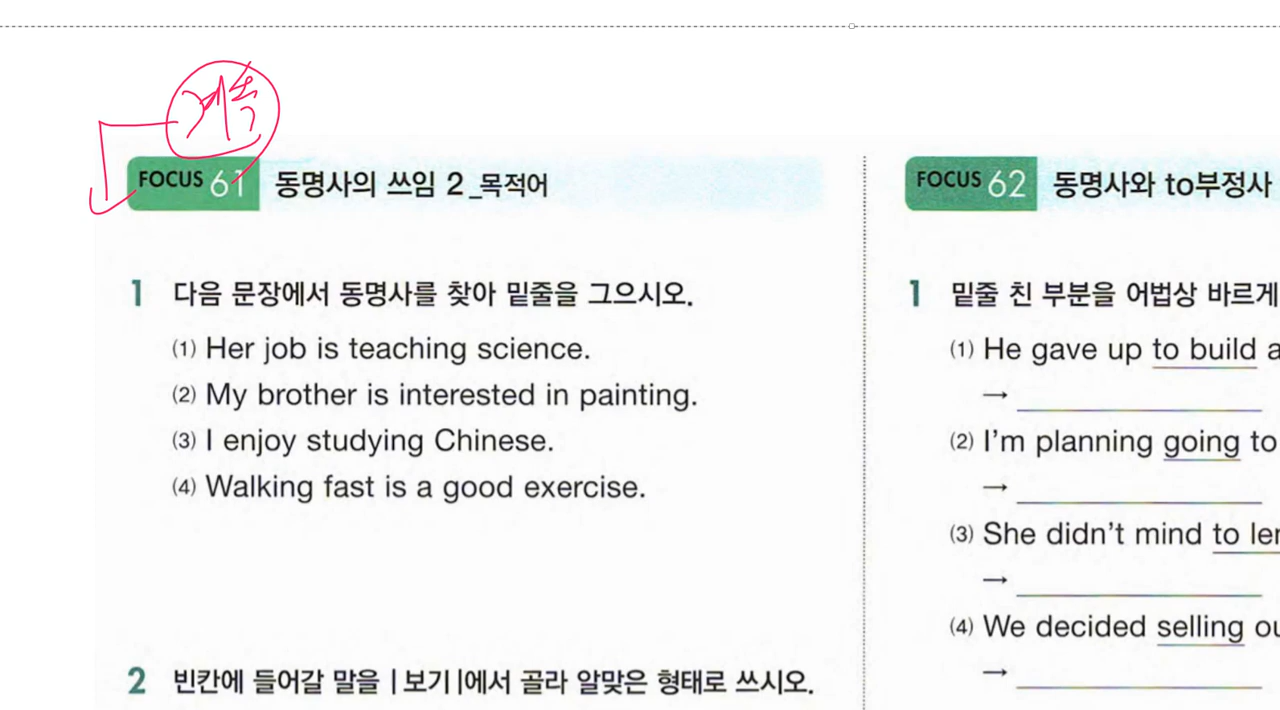 계속
FOCUS 61 동명사의 쓰임 2_목적어
1 다음 문장에서 동명사를 찾아 밑줄을 그으시오.
(1) Her job is teaching science.
(2) My brother is interested in painting.
(3) I enjoy studying Chinese.
(4) Walking fast is a good exercise.
2 빈칸에 들어갈 말을 |보기|에서 골라 알맞은 형태로 쓰시오.
FOCUS 62 동명사와 to부정사
1 밑줄 친 부분을 어법상 바르게
(1) He gave up to build a
→
(2) I'm planning going to
→
(3) She didn't mind to len
→
(4) We decided selling ou
→